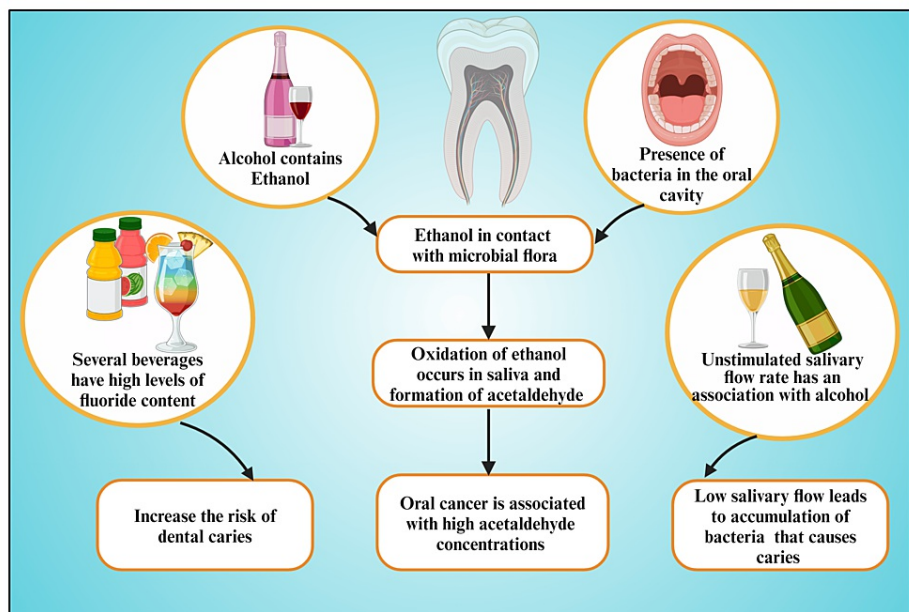 Alcohol contains
Ethanol
Presence of
bacteria in the oral
cavity
Ethanol in contact
with microbial flora
Several beverages
have high levels of
fluoride content
Oxidation of ethanol
occurs in saliva and
formation of acetaldehyde
Unstimulated salivary
flow rate has an
association with alcohol
Increase the risk of
dental caries
Oral cancer is associated
with high acetaldehyde
concentrations
Low salivary flow leads
to accumulation of
bacteria that causes
caries